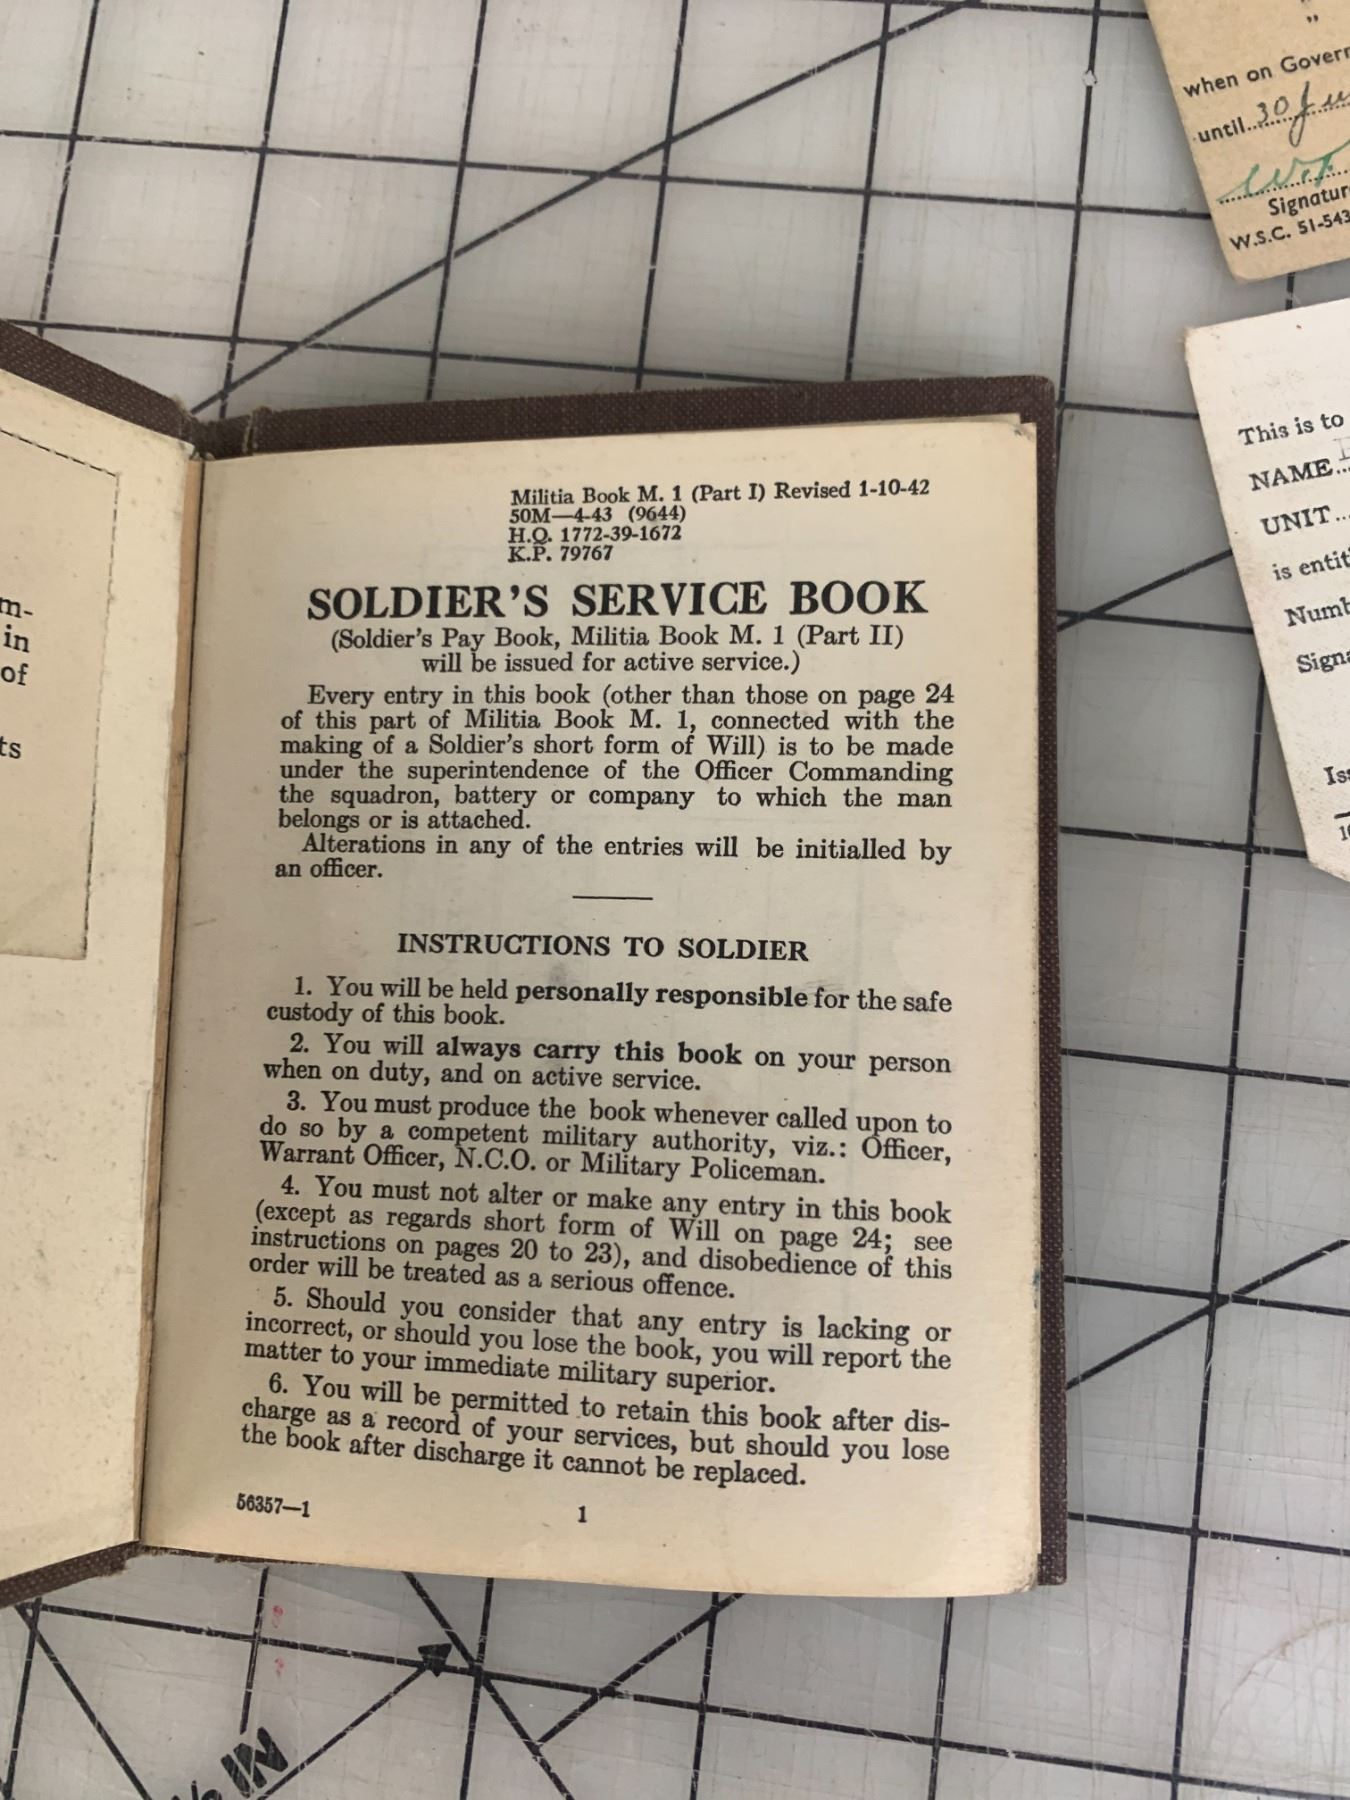 m-
in
of
ts
Militia Book M. 1 (Part I) Revised 1-10-42
50M—4-43 (9644)
H.Q. 1772-39-1672
K.P. 79767
SOLDIER'S SERVICE BOOK
(Soldier's Pay Book, Militia Book M. 1 (Part II)
will be issued for active service.)
Every entry in this book (other than those on page 24
of this part of Militia Book M. 1, connected with the
making of a Soldier's short form of Will) is to be made
under the superintendence of the Officer Commanding
the squadron, battery or company to which the man
belongs or is attached.
Alterations in any of the entries will be initialled by
an officer.
INSTRUCTIONS TO SOLDIER
1. You will be held personally responsible for the safe
custody of this book.
2. You will always carry this book on your person
when on duty, and on active service.
3. You must produce the book whenever called upon to
do so by a competent military authority, viz.: Officer,
Warrant Officer, N.C.O. or Military Policeman.
4. You must not alter or make any entry in this book
(except as regards short form of Will on page 24; see
instructions on pages 20 to 23), and disobedience of this
order will be treated as a serious offence.
5. Should you consider that any entry is lacking or
incorrect, or should you lose the book, you will report the
matter to your immediate military superior.
6. You will be permitted to retain this book after dis-
charge as a record of your services, but should you lose
the book after discharge it cannot be replaced.
56357—1
1
"
when on Govern
until 30 Ju
Signature
W.S.C. 51-543
This is to
NAME
UNIT
is entit
Numb
Signa
Iss
IN